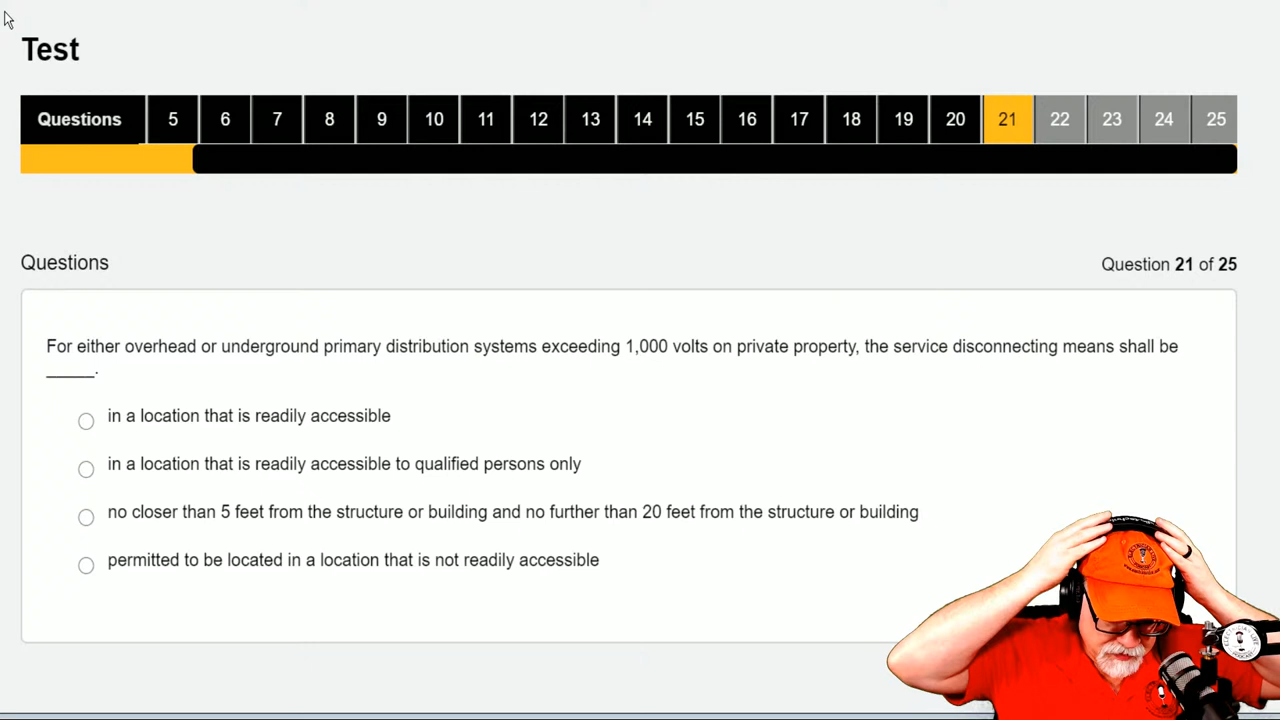 Test
Questions 5 6 7 8 9 10 11 12 13 14 15 16 17 18 19 20 21 22 23 24 25
Questions
Question 21 of 25
For either overhead or underground primary distribution systems exceeding 1,000 volts on private property, the service disconnecting means shall be
_____.
in a location that is readily accessible
in a location that is readily accessible to qualified persons only
no closer than 5 feet from the structure or building and no further than 20 feet from the structure or building
permitted to be located in a location that is not readily accessible